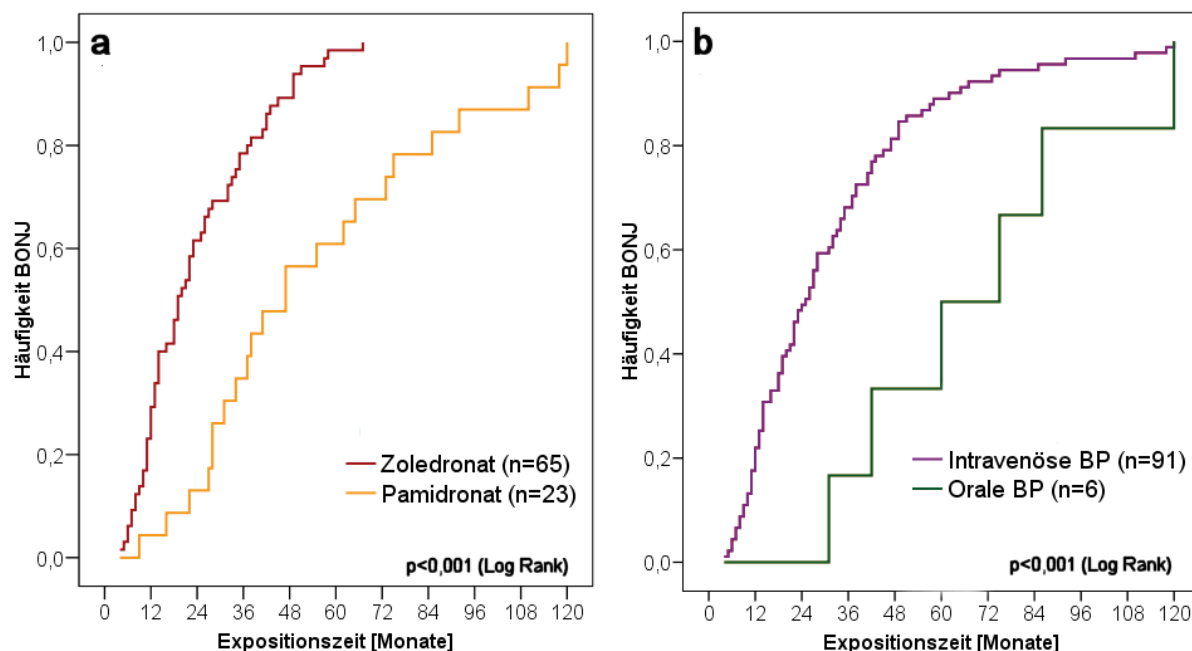 a
Häufigkeit BONJ
1,0
0,8
0,6
0,4
0,2
0,0
Zoledronat (n=65)
Pamidronat (n=23)
p<0,001 (Log Rank)
0 12 24 36 48 60 72 84 96 108 120
Expositionszeit [Monate]
b
Häufigkeit BONJ
1,0
0,8
0,6
0,4
0,2
0,0
Intravenöse BP (n=91)
Orale BP (n=6)
p<0,001 (Log Rank)
0 12 24 36 48 60 72 84 96 108 120
Expositionszeit [Monate]